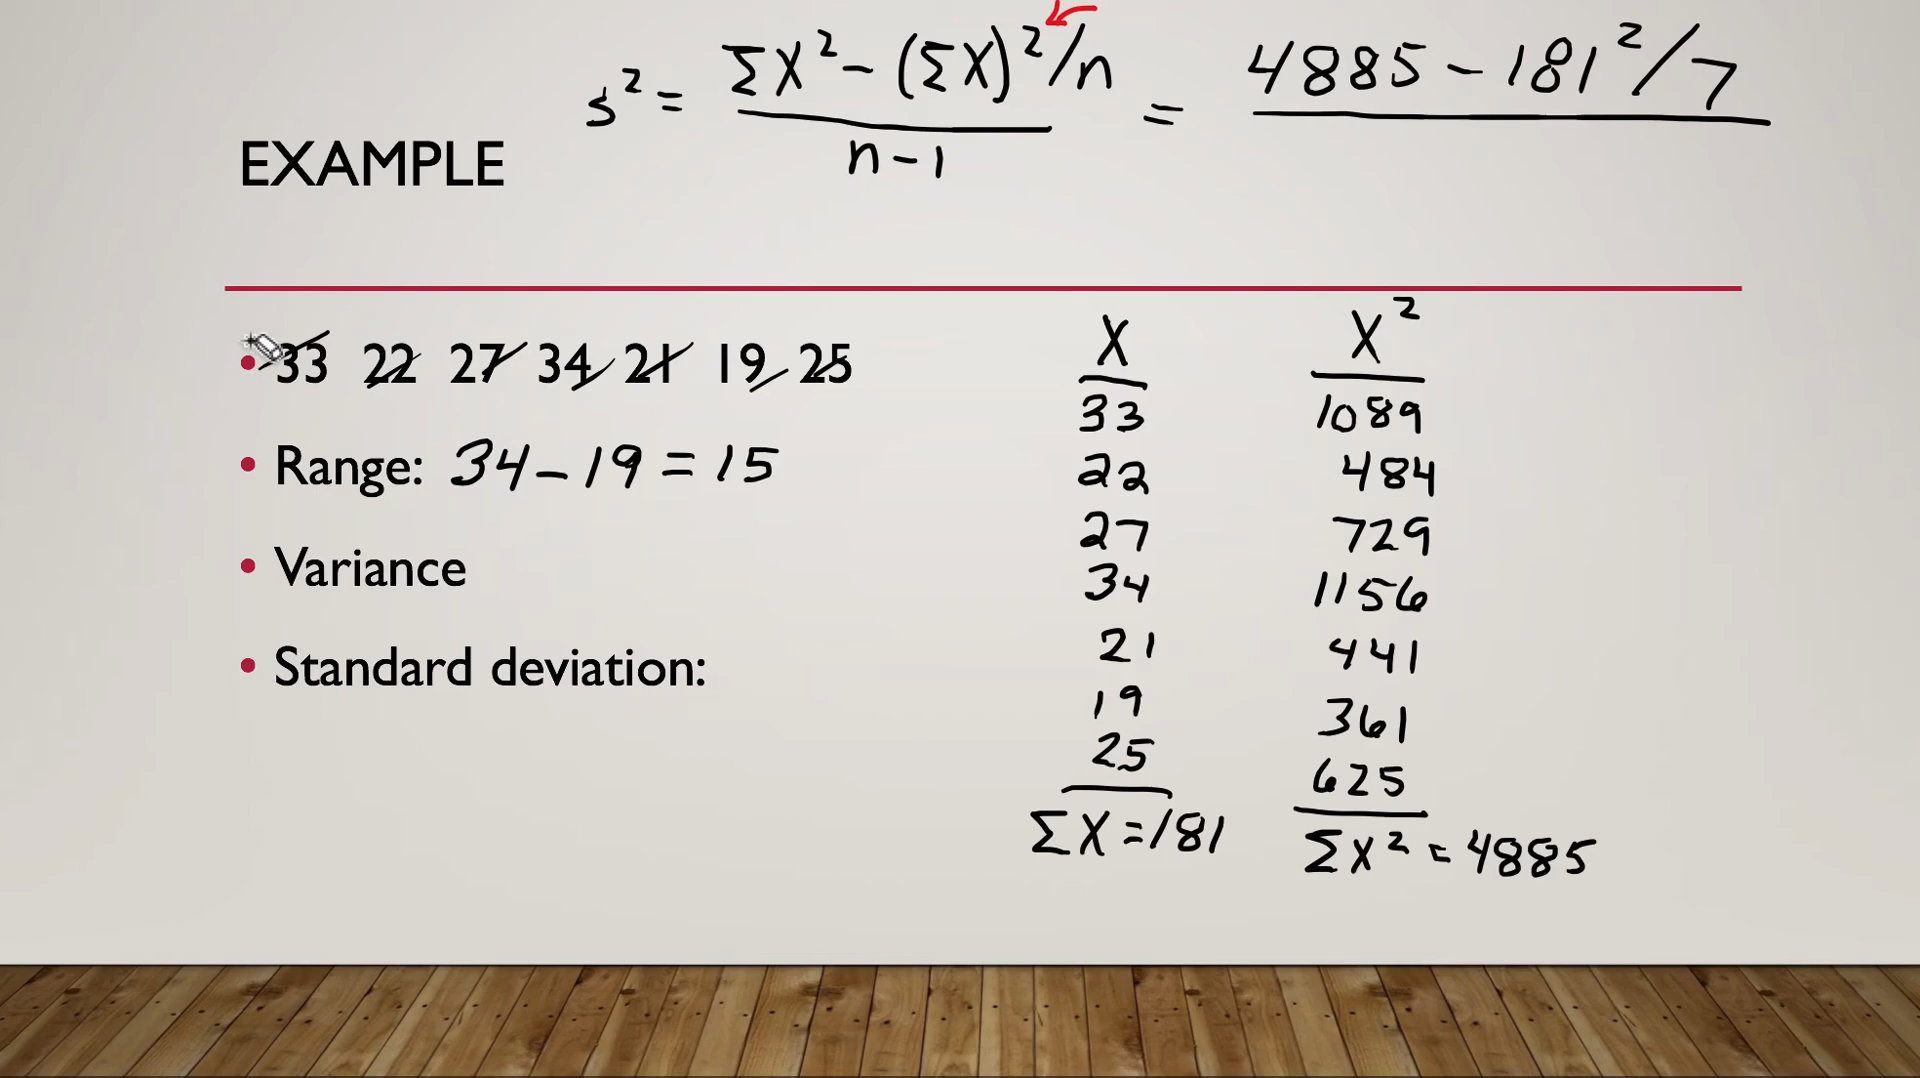 s² = ΣX² - (ΣX)²/n = 4885 - 181²/7
n - 1
EXAMPLE
• 33 22 27 34 21 19 25
• Range: 34 - 19 = 15
• Variance
• Standard deviation:
X X²
33 1089
22 484
27 729
34 1156
21 441
19 361
25 625
ΣX = 181 ΣX² = 4885